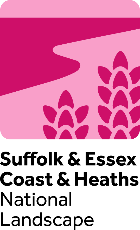 Suffolk & Essex
Coast & Heaths
National
Landscape